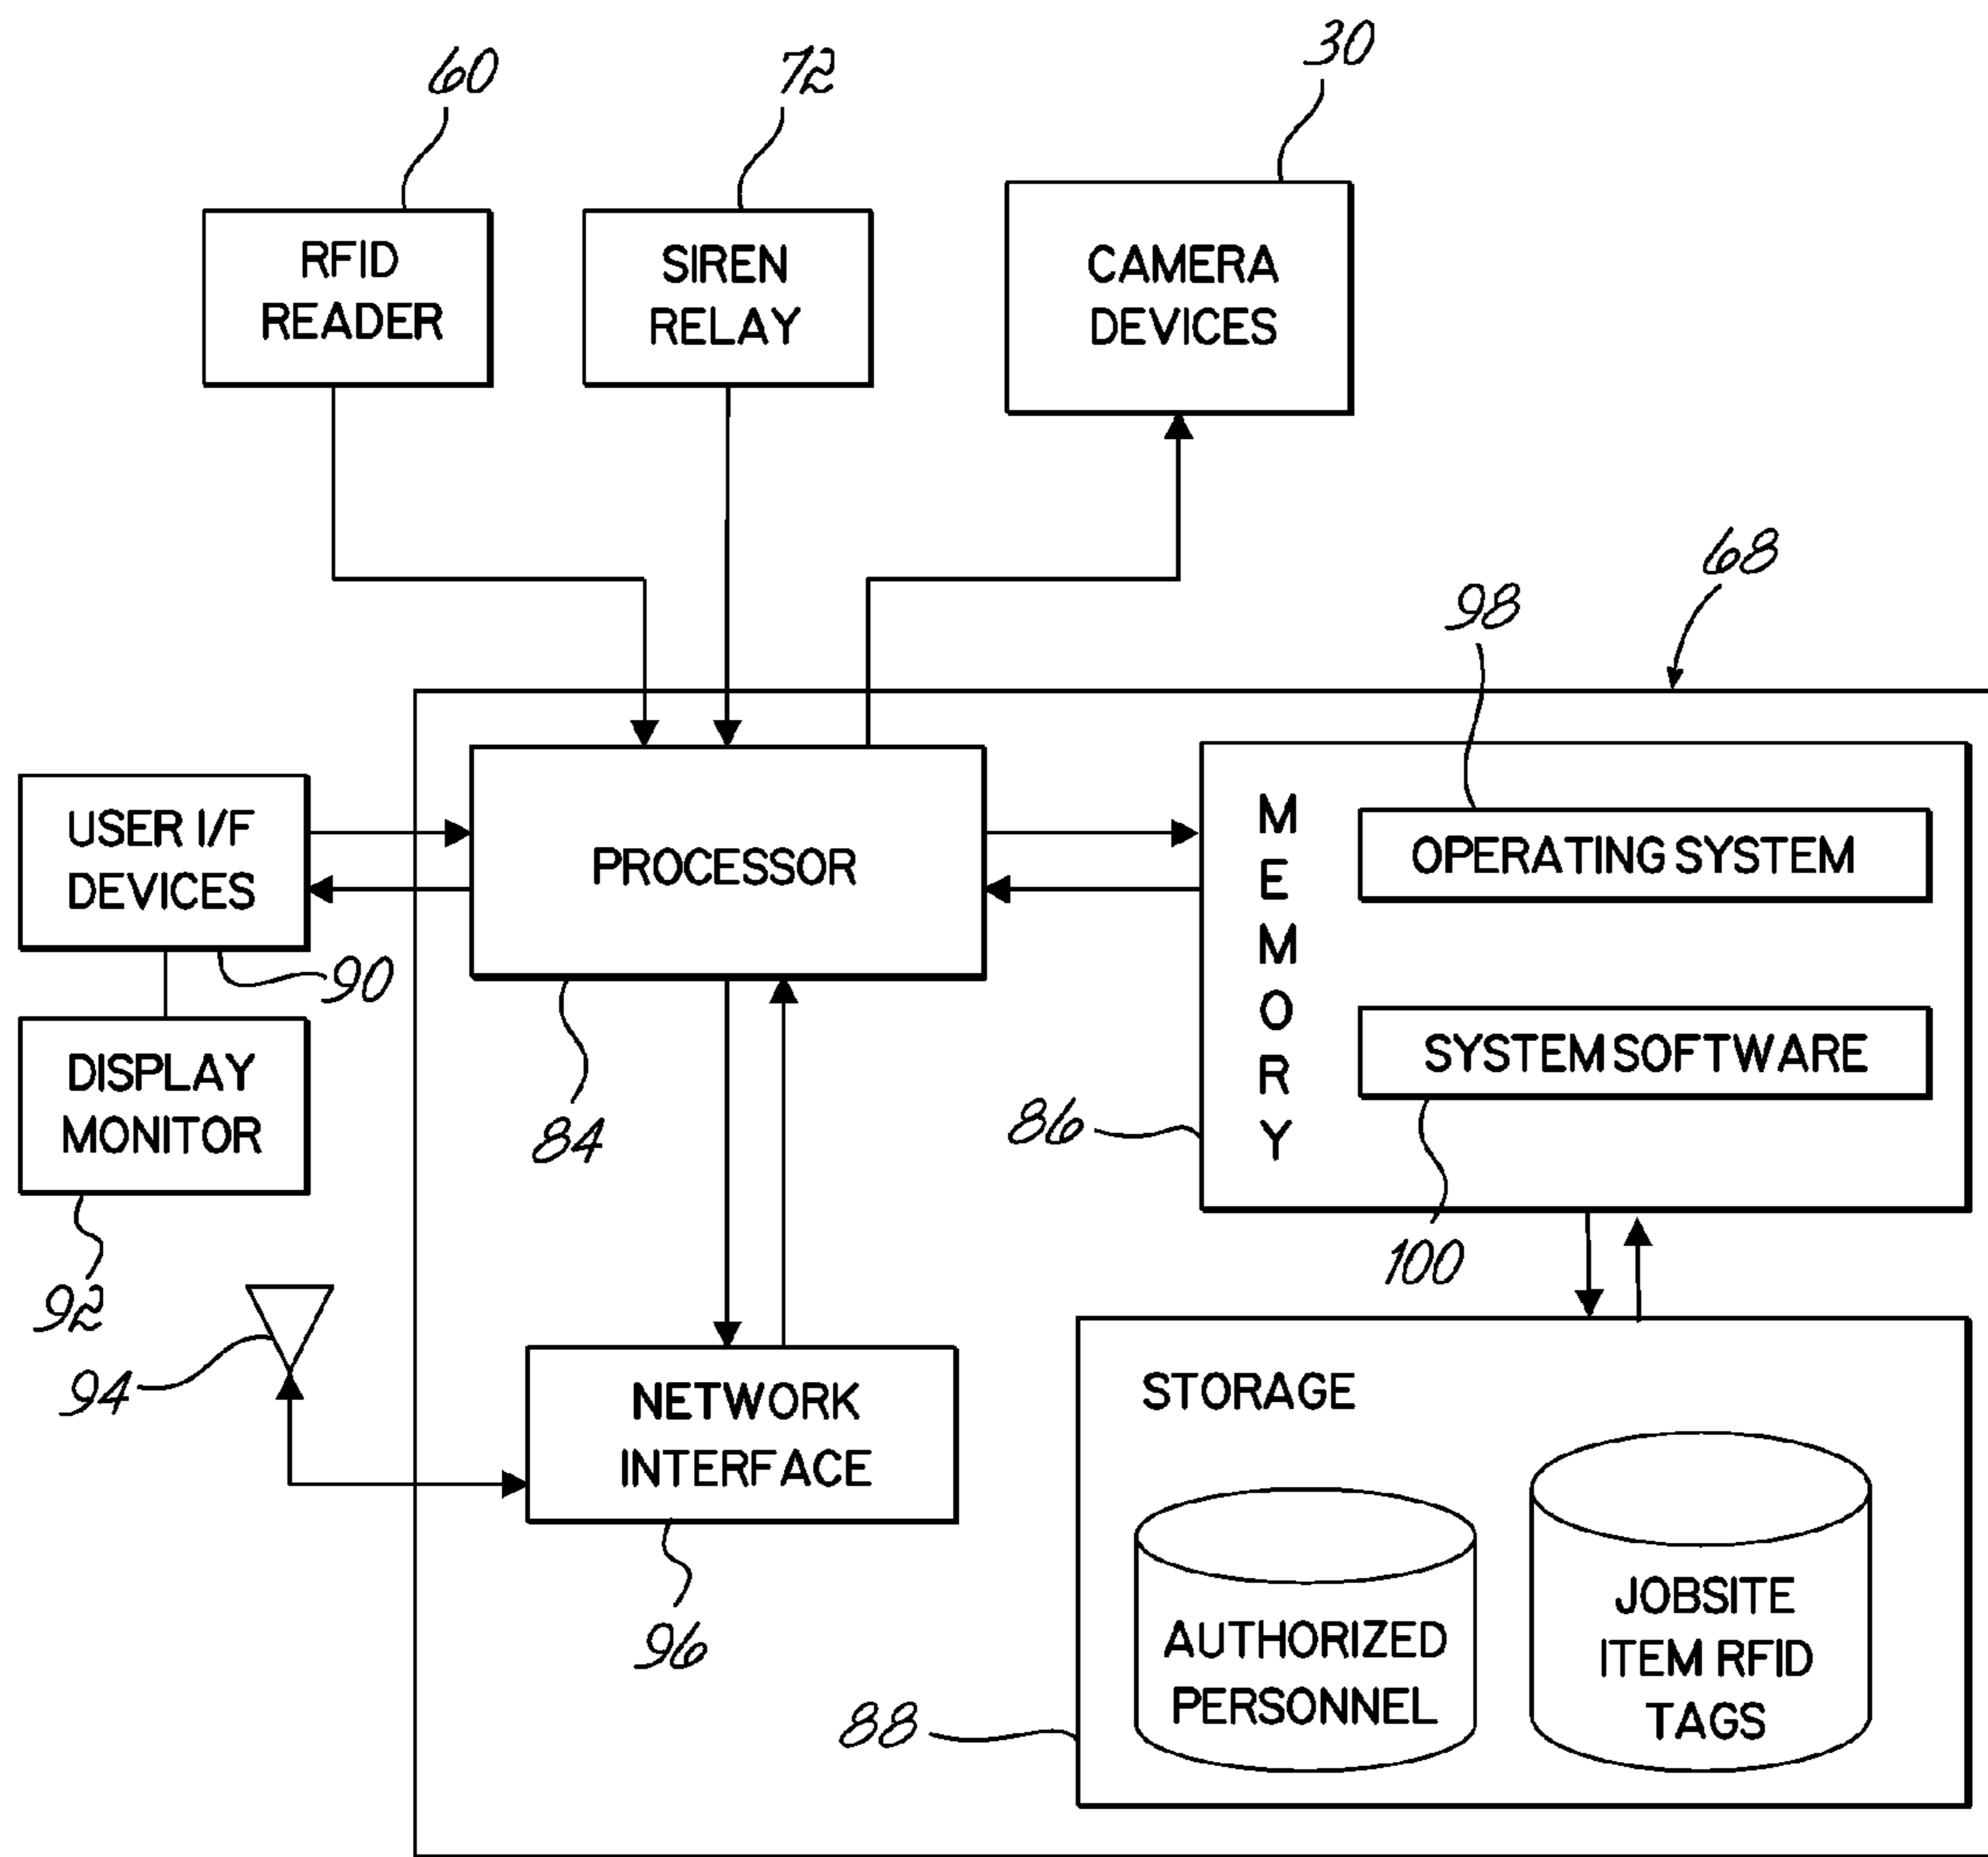 60
72
30
RFID
READER
SIREN
RELAY
CAMERA
DEVICES
68
98
USER I/F
DEVICES
PROCESSOR
MEMORY
OPERATING SYSTEM
90
DISPLAY
MONITOR
SYSTEM SOFTWARE
84
86
92
100
94
NETWORK
INTERFACE
STORAGE
96
AUTHORIZED
PERSONNEL
JOBSITE
ITEM RFID
TAGS
88